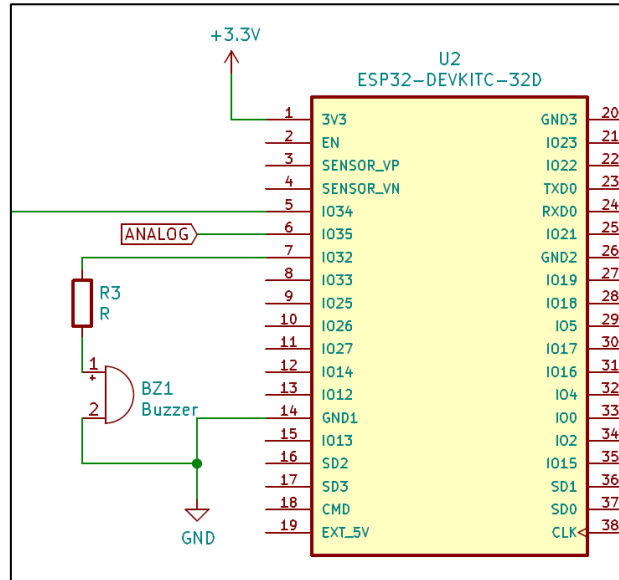 +3.3V
U2
ESP32-DEVKITC-32D
1 3V3 GND3 20
2 EN IO23 21
3 SENSOR_VP IO22 22
4 SENSOR_VN TXD0 23
5 IO34 RXD0 24
ANALOG 6 IO35 IO21 25
7 IO32 GND2 26
8 IO33 IO19 27
9 IO25 IO18 28
10 IO26 IO5 29
11 IO27 IO17 30
12 IO14 IO16 31
13 IO12 IO4 32
14 GND1 IO0 33
15 IO13 IO2 34
16 SD2 IO15 35
17 SD3 SD1 36
18 CMD SD0 37
19 EXT_5V CLK 38
R3
R
1
+
BZ1
2
Buzzer
GND